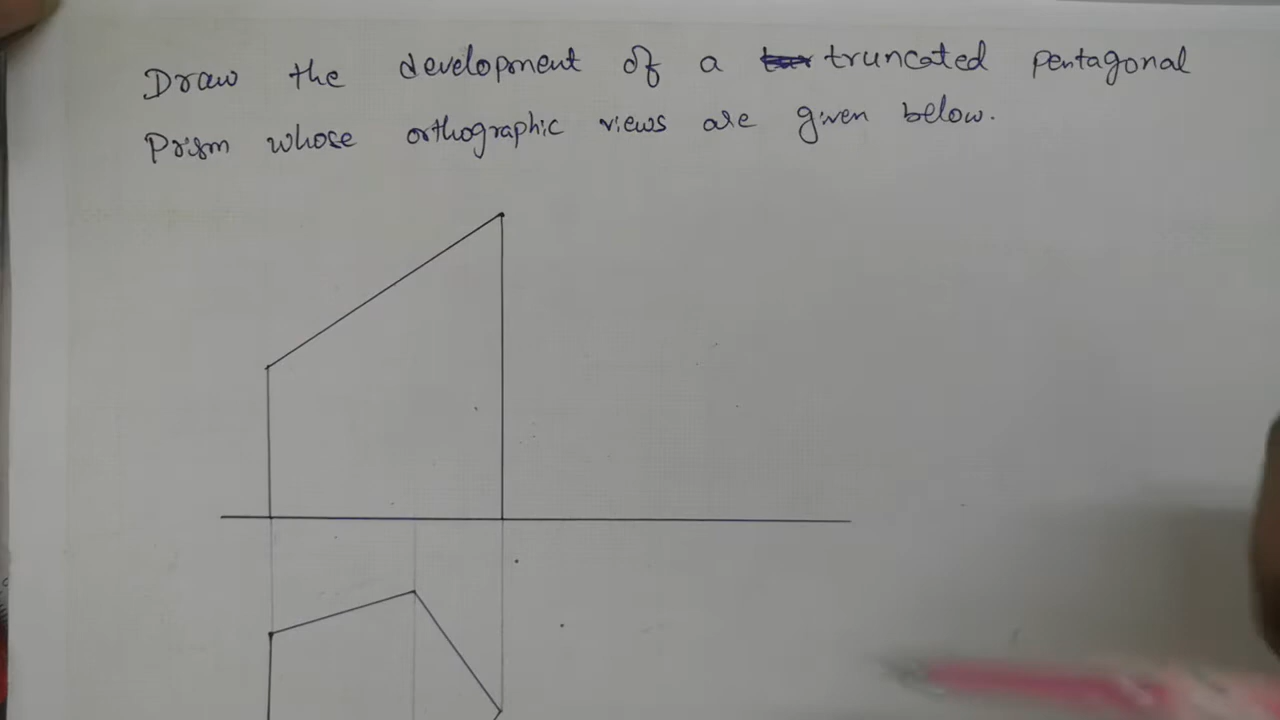 Draw the development of a truncated pentagonal
Prism whose orthographic views are given below.